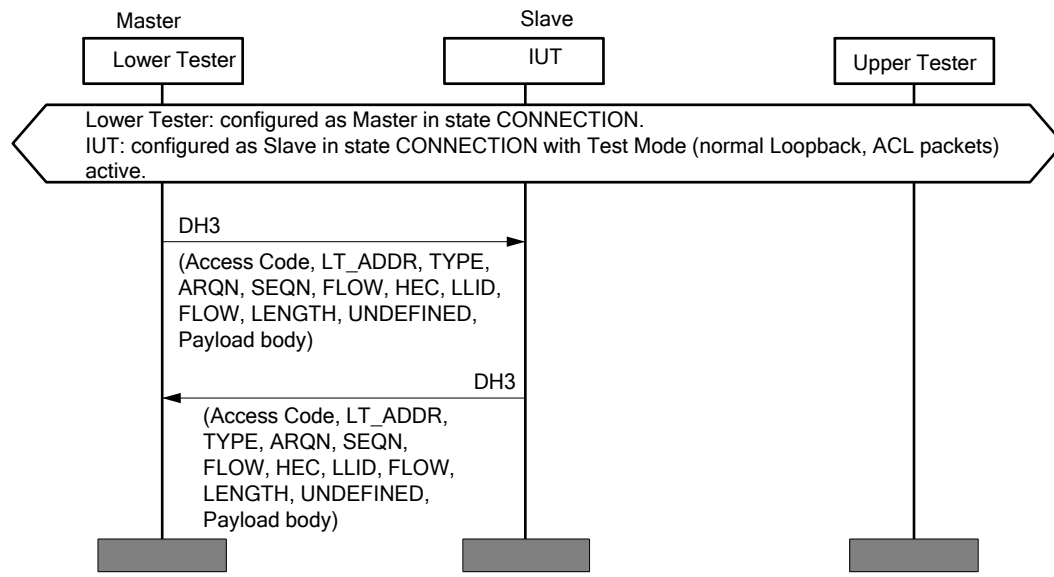 Master
Slave
Lower Tester
IUT
Upper Tester
Lower Tester: configured as Master in state CONNECTION.
IUT: configured as Slave in state CONNECTION with Test Mode (normal Loopback, ACL packets)
active.
DH3
(Access Code, LT_ADDR, TYPE,
ARQN, SEQN, FLOW, HEC, LLID,
FLOW, LENGTH, UNDEFINED,
Payload body)
DH3
(Access Code, LT_ADDR,
TYPE, ARQN, SEQN,
FLOW, HEC, LLID, FLOW,
LENGTH, UNDEFINED,
Payload body)